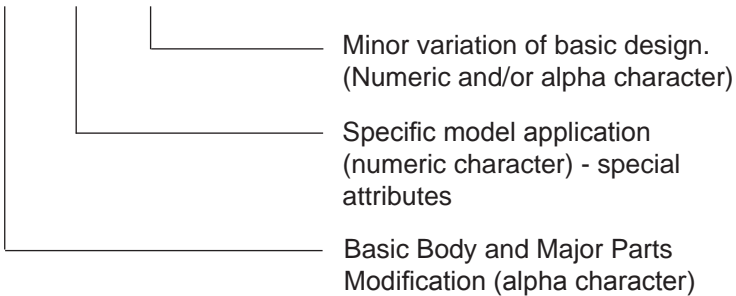 Minor variation of basic design.
(Numeric and/or alpha character)
Specific model application
(numeric character) - special
attributes
Basic Body and Major Parts
Modification (alpha character)